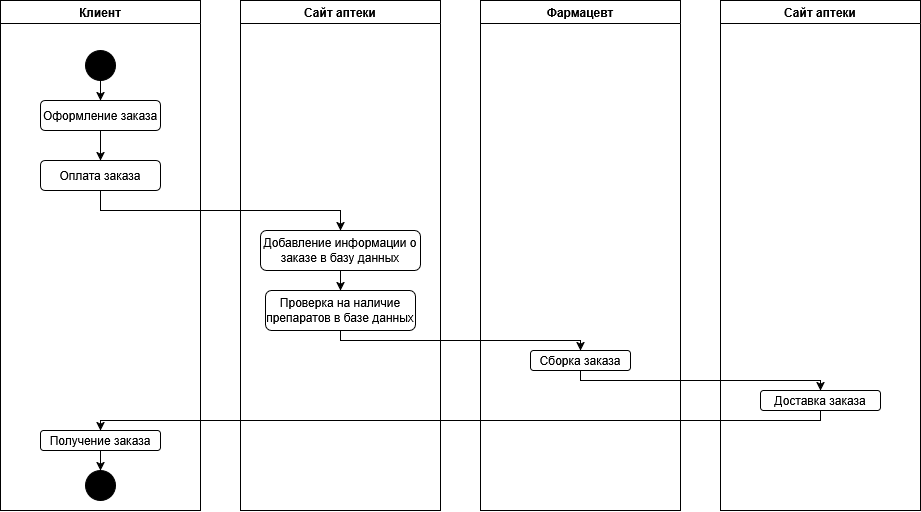 Клиент
Сайт аптеки
Фармацевт
Сайт аптеки
Оформление заказа
Оплата заказа
Добавление информации о
заказе в базу данных
Проверка на наличие
препаратов в базе данных
Сборка заказа
Доставка заказа
Получение заказа